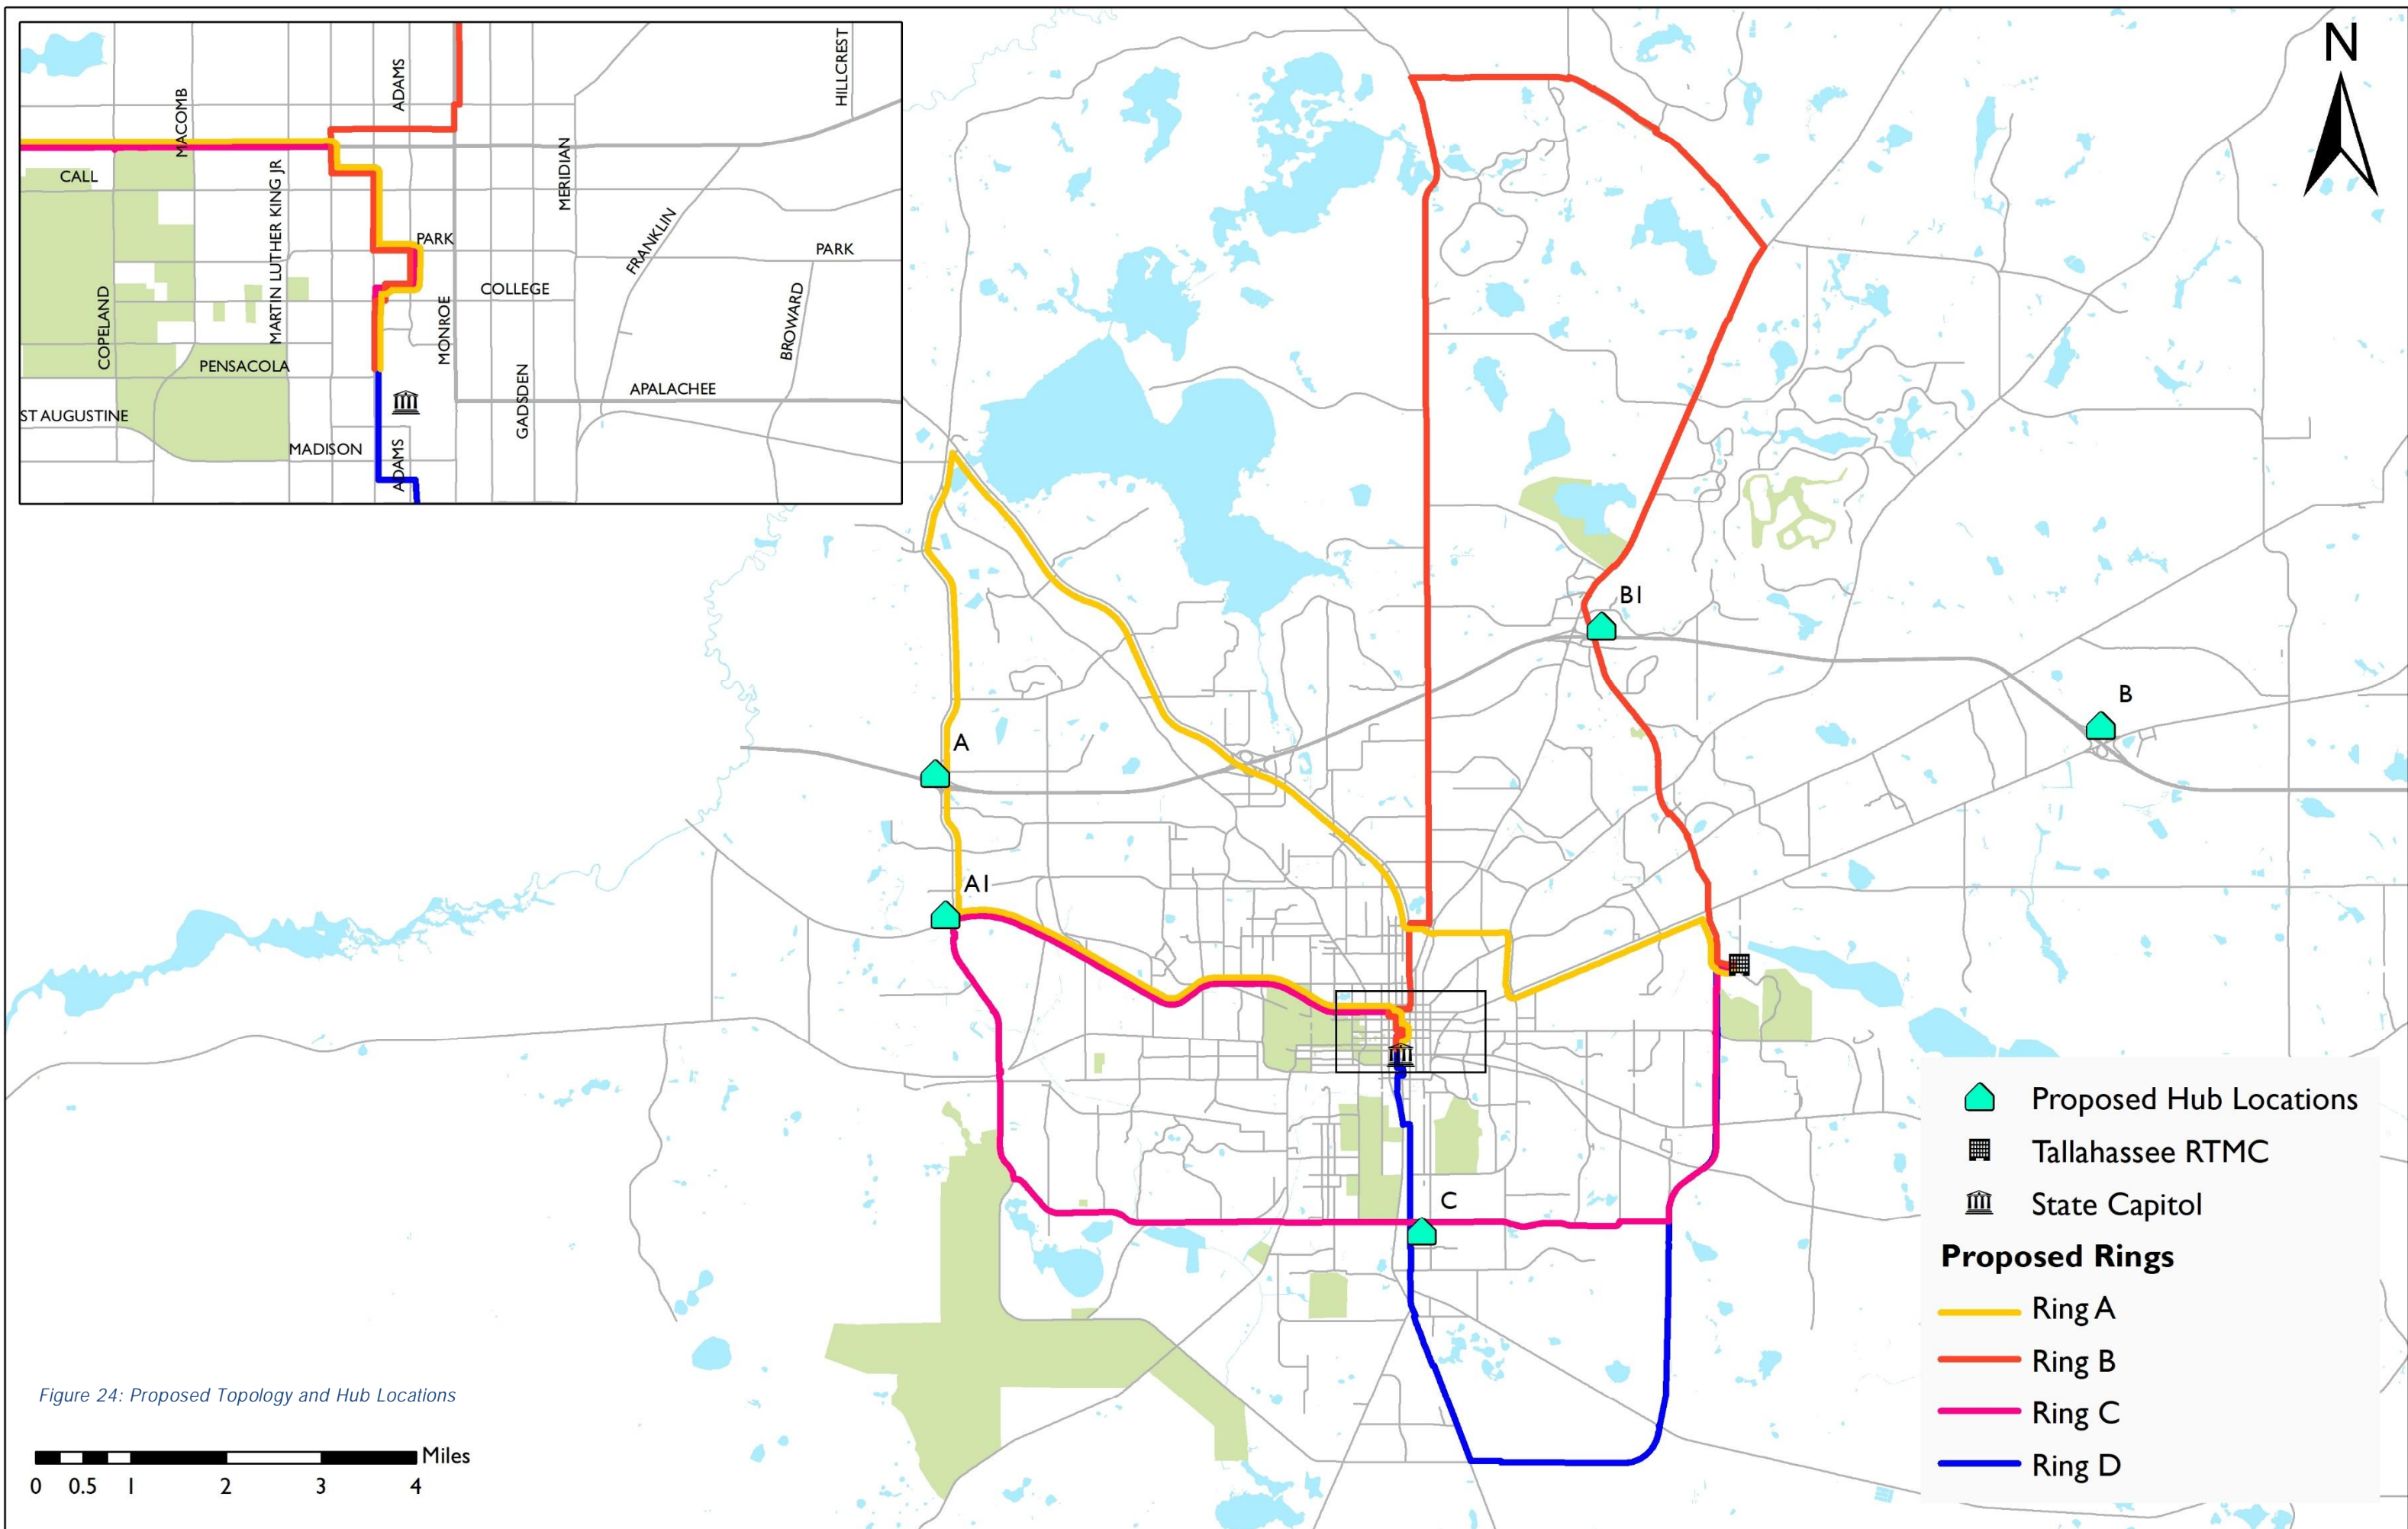 N
HILLCREST
ADAMS
MACOMB
MERIDIAN
CALL
MARTIN LUTHER KING JR
FRANKLIN
PARK
PARK
COLLEGE
COPELAND
MONROE
BROWARD
PENSACOLA
GADSDEN
APALACHEE
ST AUGUSTINE
MADISON
ADAMS
B1
B
A
A1
C
Proposed Hub Locations
Tallahassee RTMC
State Capitol
Proposed Rings
Ring A
Ring B
Ring C
Ring D
Figure 24: Proposed Topology and Hub Locations
Miles
0 0.5 1 2 3 4